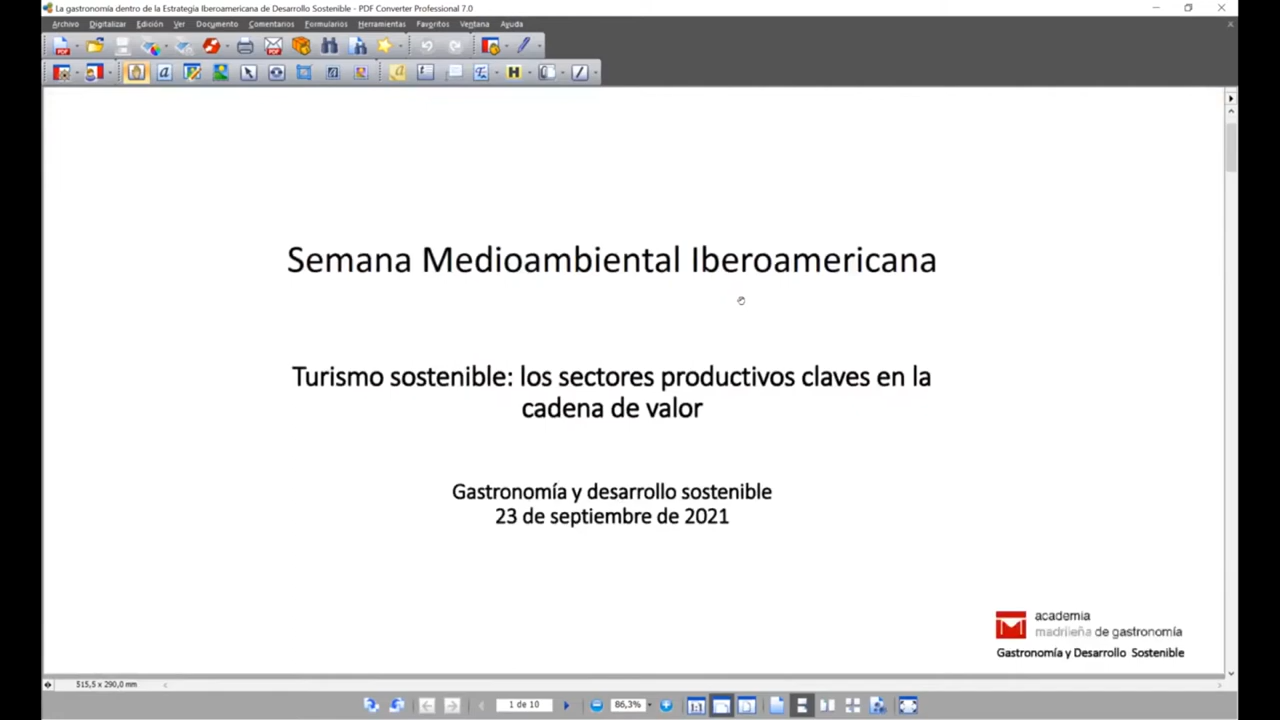 La gastronomía dentro de la Estrategia Iberoamericana de Desarrollo Sostenible - PDF Converter Professional 7.0
Archivo Digitalizar Edición Ver Documento Comentarios Formularios Herramientas Favoritos Ventana Ayuda
Semana Medioambiental Iberoamericana
Turismo sostenible: los sectores productivos claves en la
cadena de valor
Gastronomía y desarrollo sostenible
23 de septiembre de 2021
academia
madrileña de gastronomía
Gastronomía y Desarrollo Sostenible
515,5 x 290,0 mm
1 de 10
86,3%
1:1